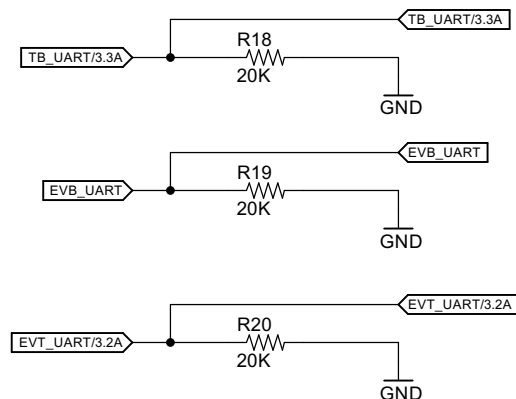 TB_UART/3.3A
R18
TB_UART/3.3A
20K
GND
EVB_UART
R19
EVB_UART
20K
GND
EVT_UART/3.2A
R20
EVT_UART/3.2A
20K
GND